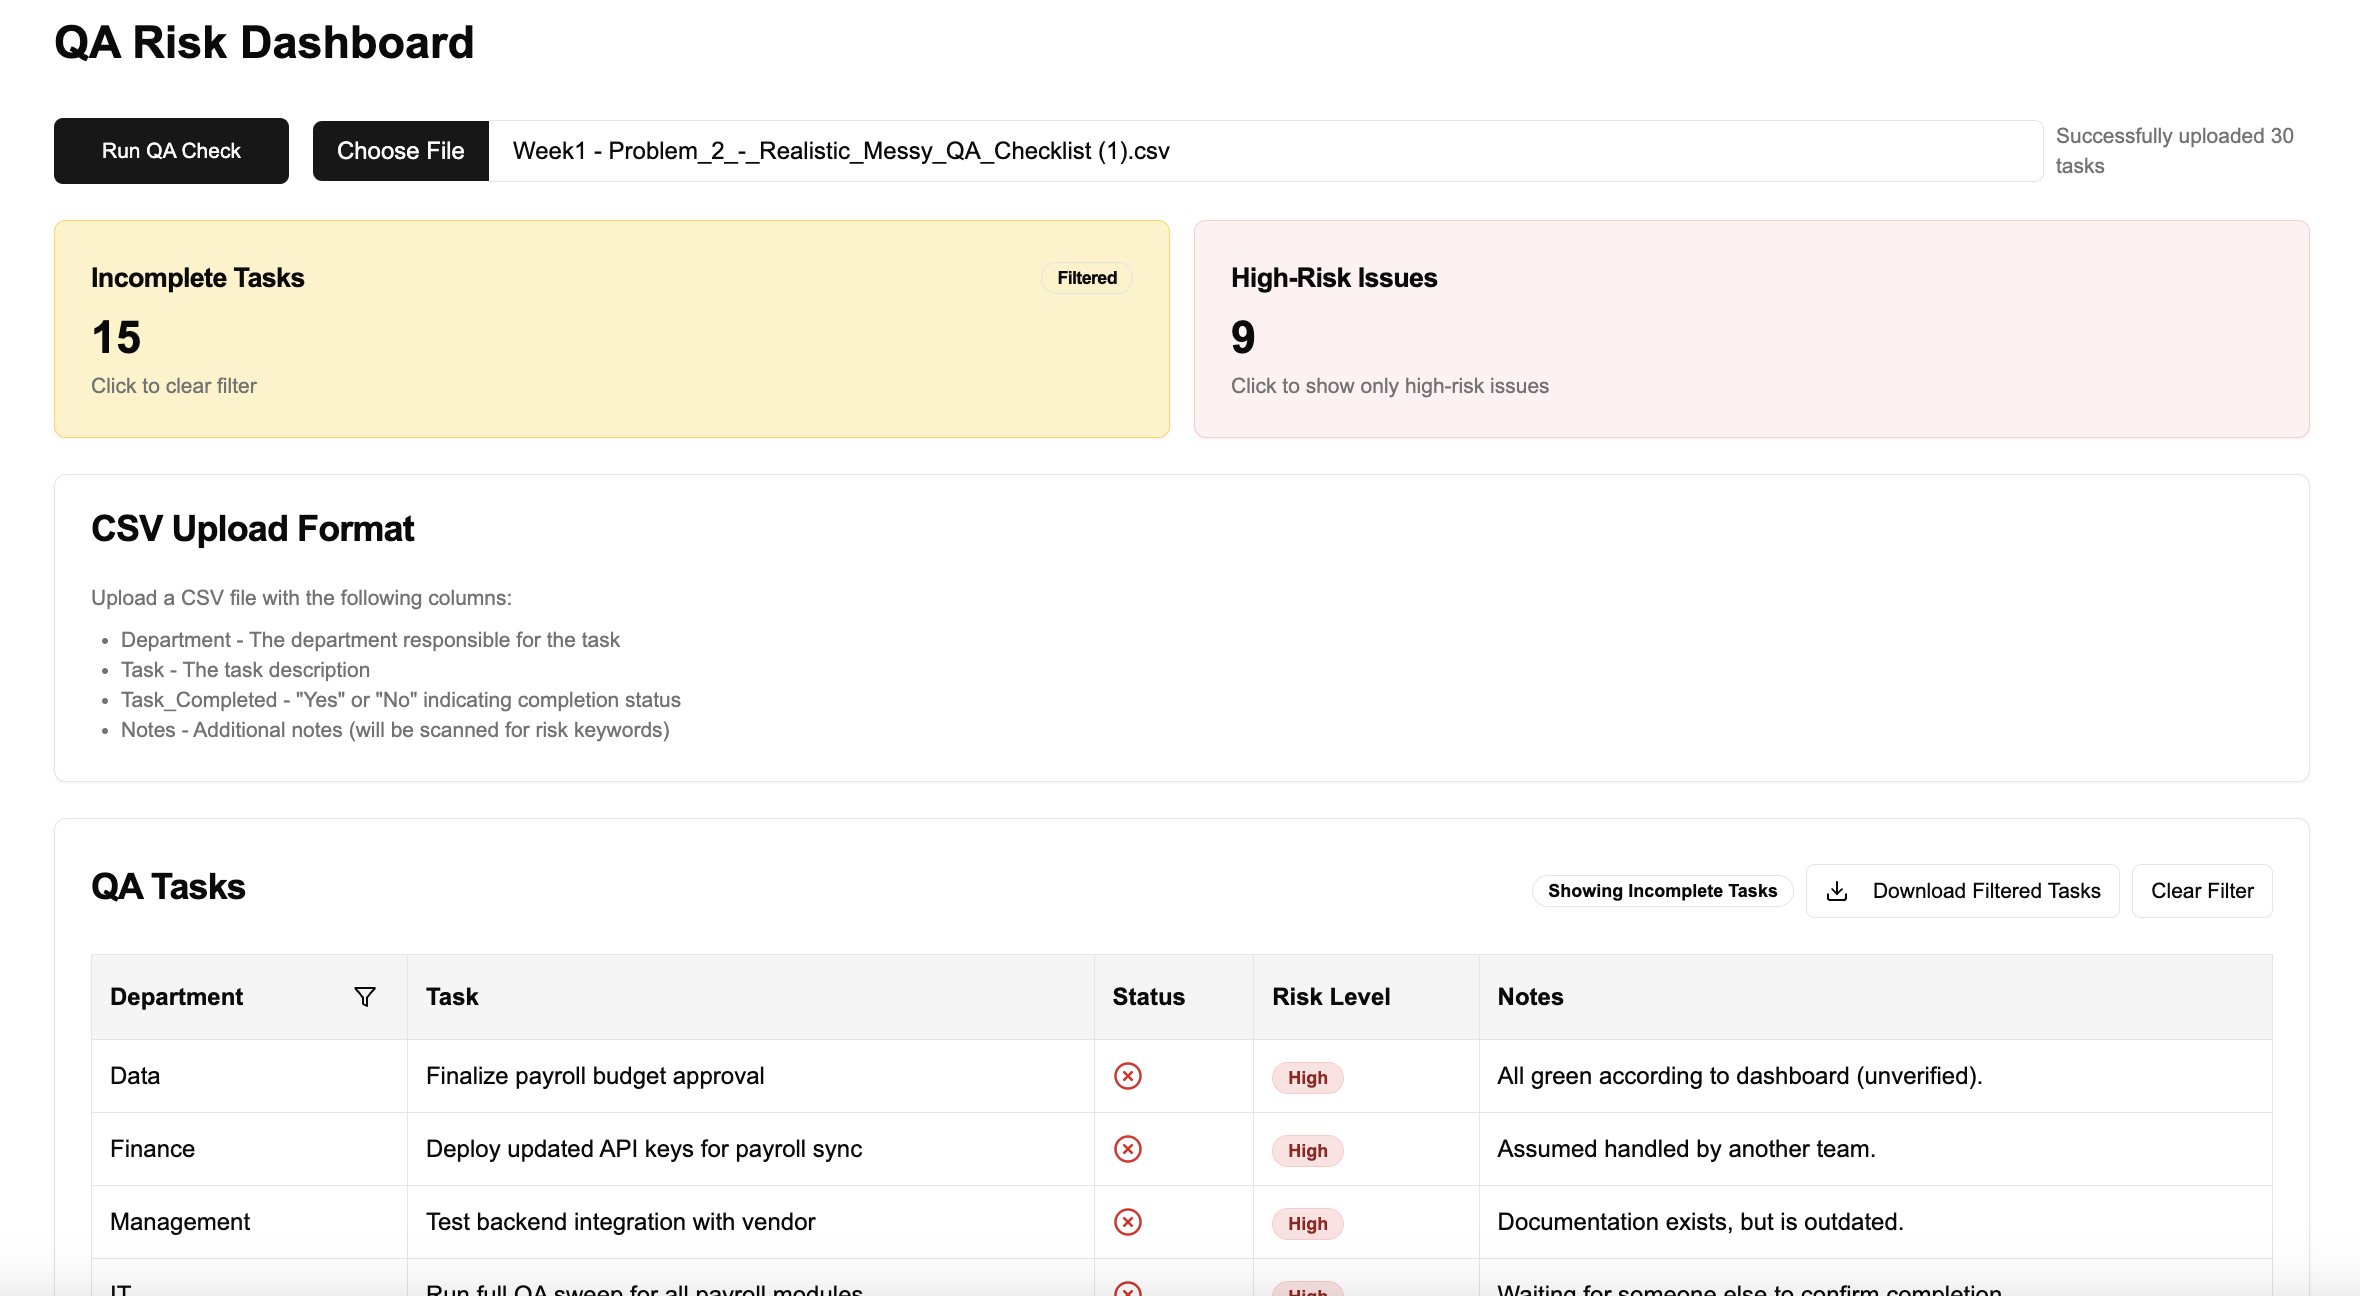 QA Risk Dashboard
Run QA Check
Choose File
Week1 - Problem_2_-_Realistic_Messy_QA_Checklist (1).csv
Successfully uploaded 30
tasks
Incomplete Tasks
Filtered
15
Click to clear filter
High-Risk Issues
9
Click to show only high-risk issues
CSV Upload Format
Upload a CSV file with the following columns:
• Department - The department responsible for the task
• Task - The task description
• Task_Completed - "Yes" or "No" indicating completion status
• Notes - Additional notes (will be scanned for risk keywords)
QA Tasks
Showing Incomplete Tasks
Download Filtered Tasks
Clear Filter
Department Task Status Risk Level Notes
Data Finalize payroll budget approval High All green according to dashboard (unverified).
Finance Deploy updated API keys for payroll sync High Assumed handled by another team.
Management Test backend integration with vendor High Documentation exists, but is outdated.
IT Run full QA sweep for all payroll modules High Waiting for someone else to confirm completion